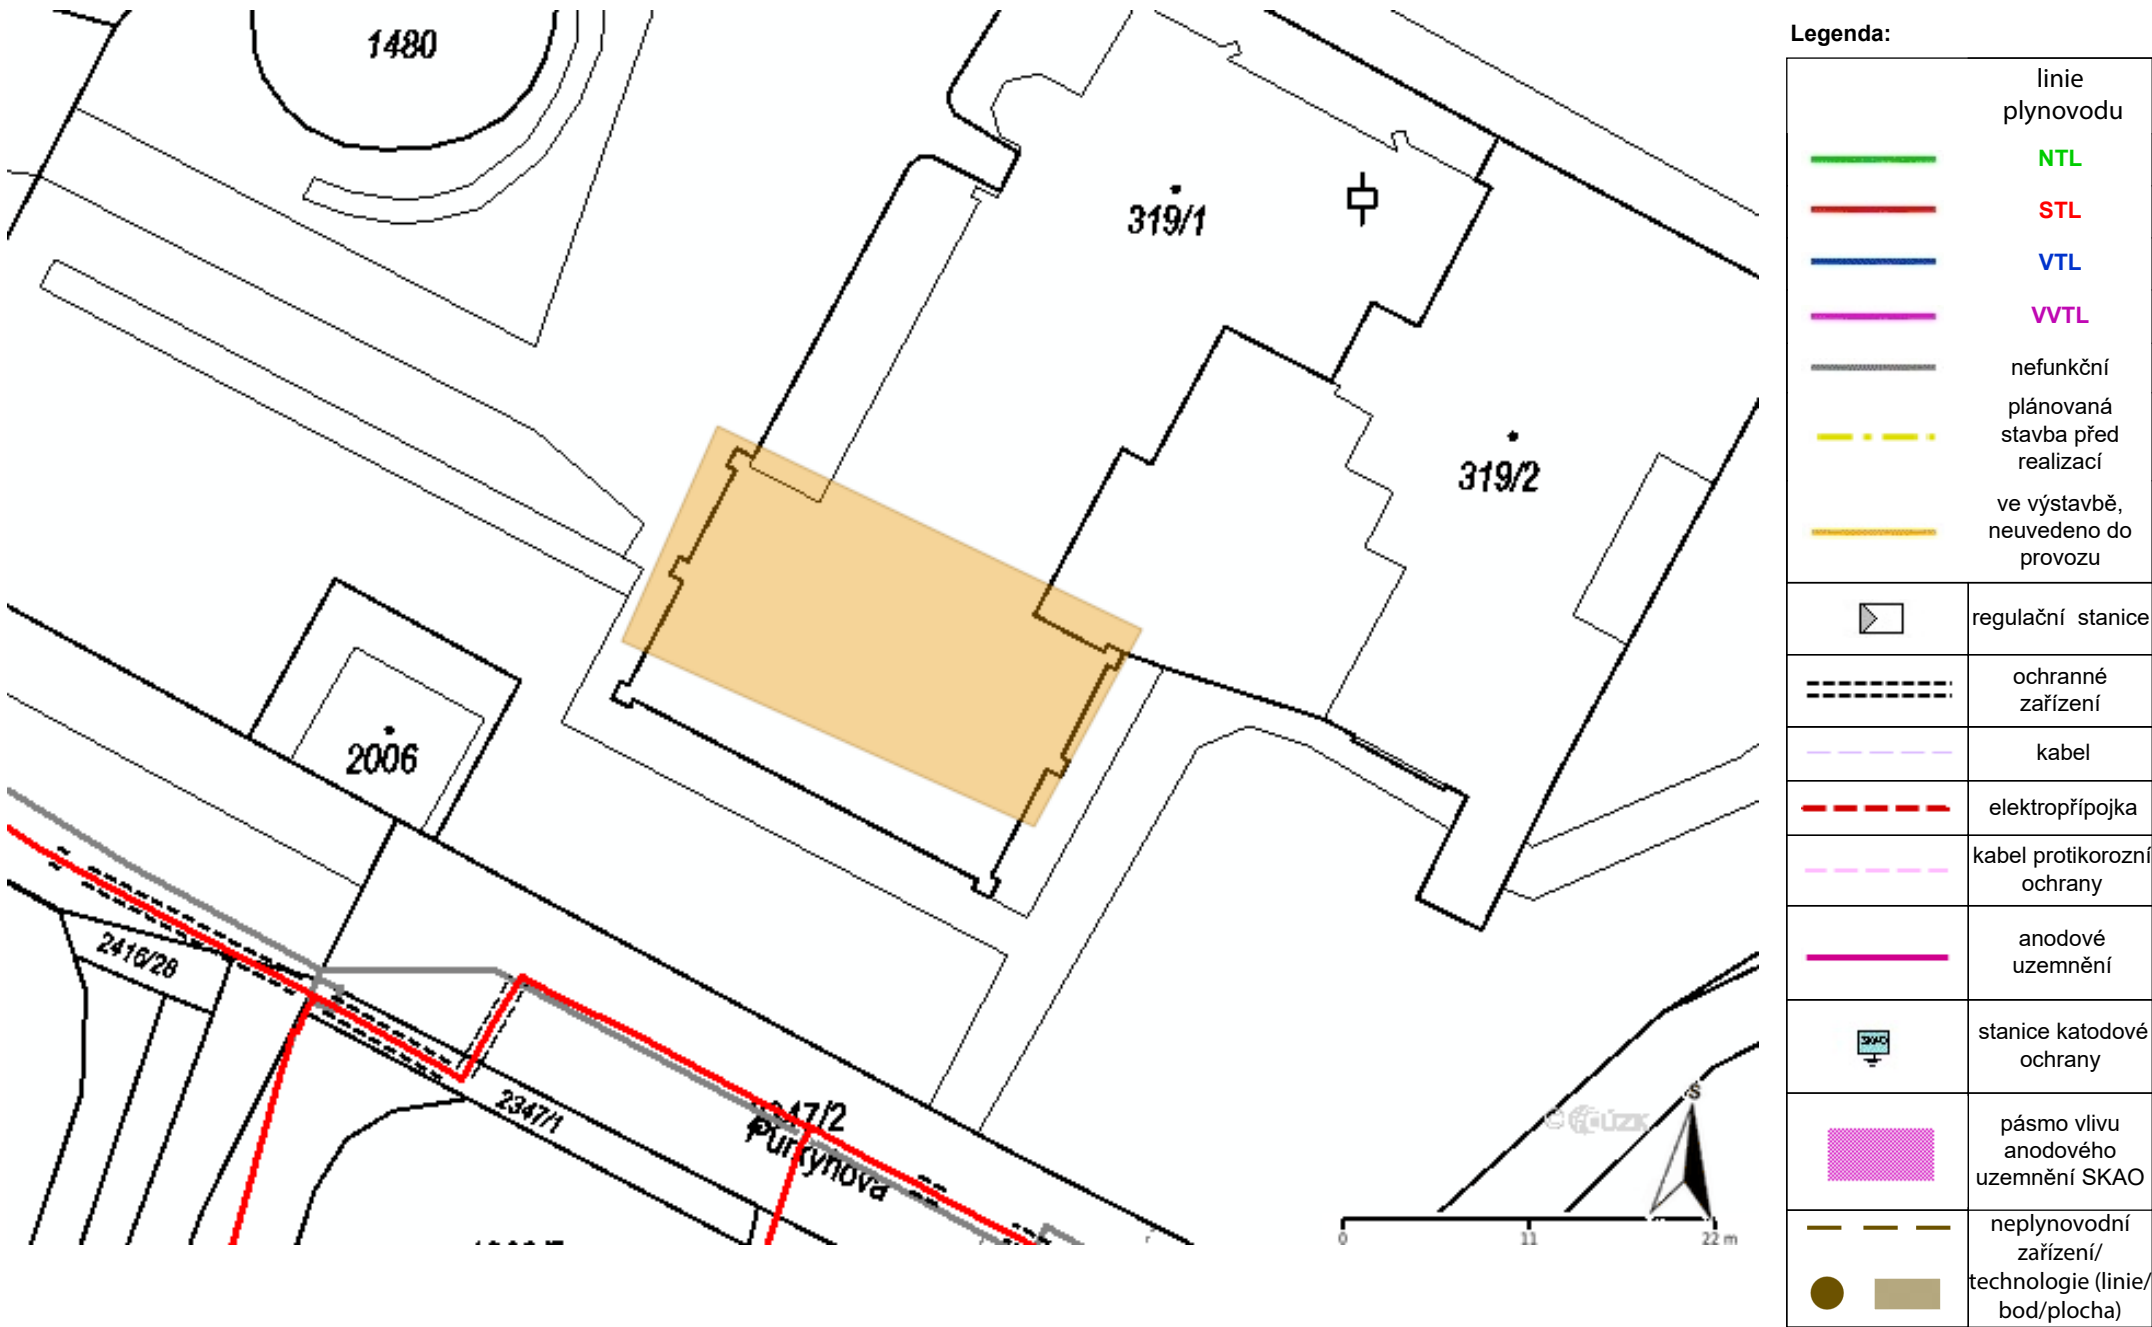 1480
319/1
319/2
2006
2416/28
2347/1
Purkyňova
S
0
11
22 m
Legenda:
linie
plynovodu
NTL
STL
VTL
VVTL
nefunkční
plánovaná
stavba před
realizací
ve výstavbě,
neuvedeno do
provozu
regulační stanice
ochranné
zařízení
kabel
elektropřípojka
kabel protikorozní
ochrany
anodové
uzemnění
SKAO
stanice katodové
ochrany
pásmo vlivu
anodového
uzemnění SKAO
neplynovodní
zařízení/
technologie (linie/
bod/plocha)